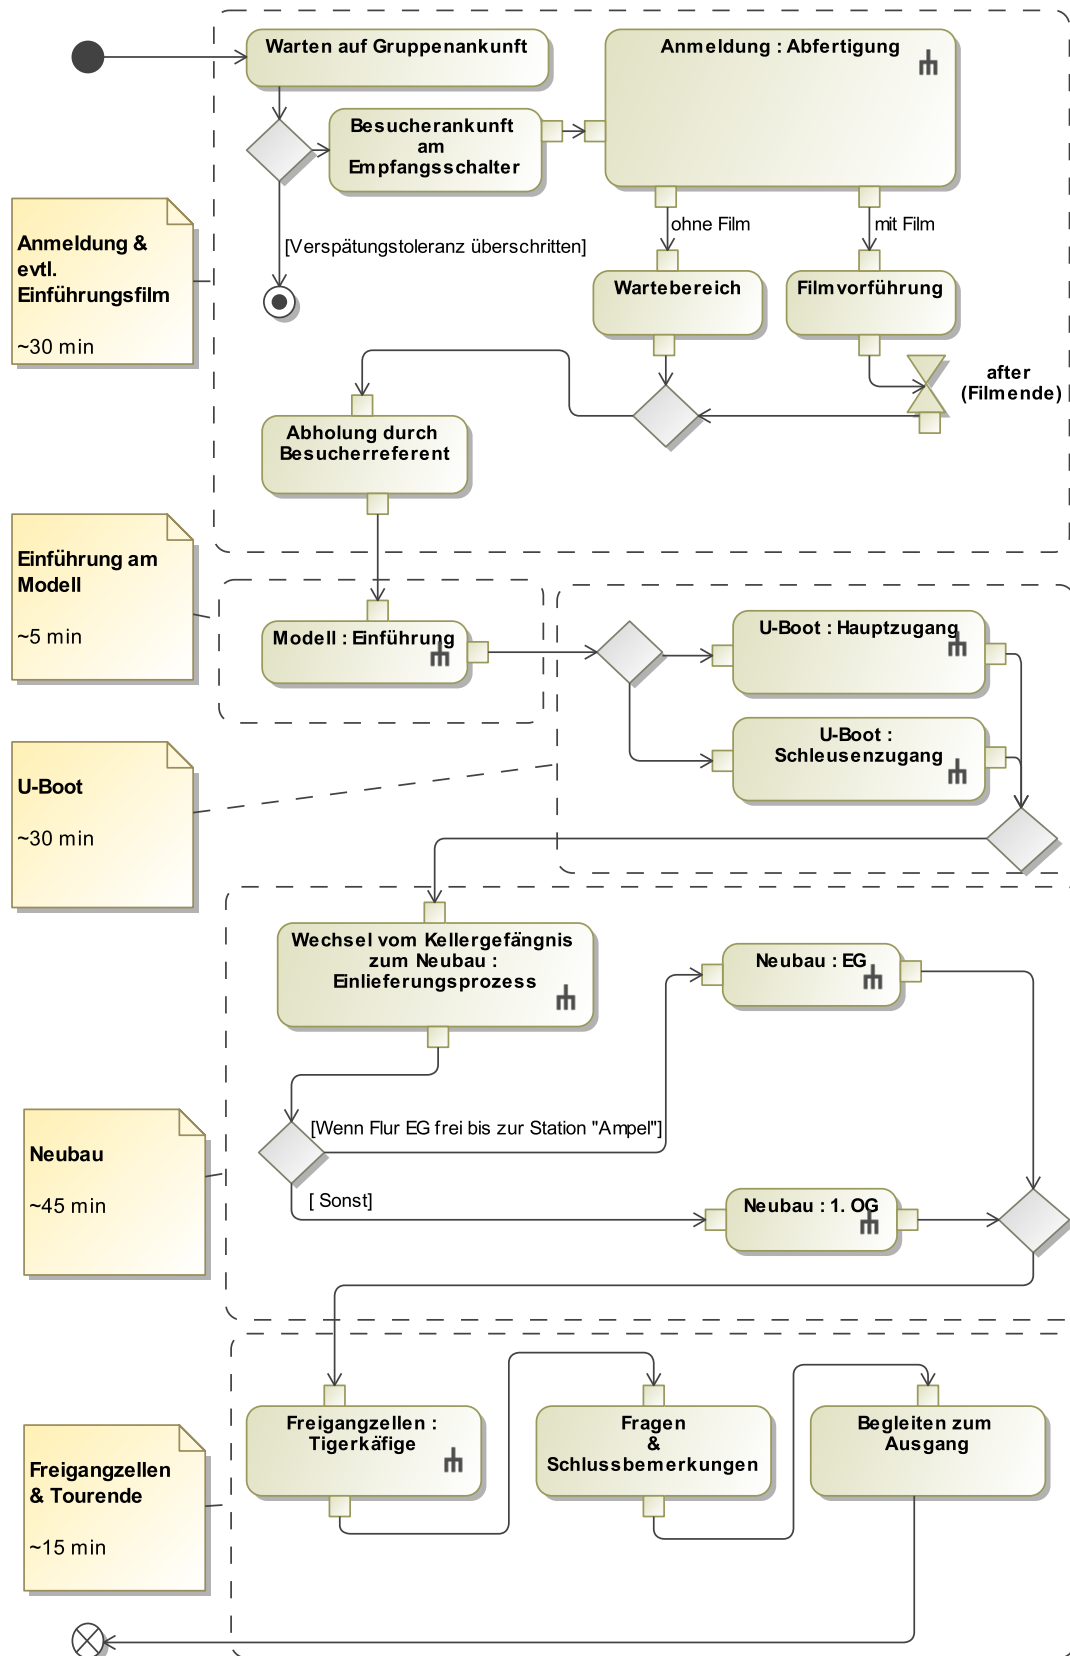 Warten auf Gruppenankunft
Anmeldung : Abfertigung
Besucherankunft
am
Empfangsschalter
ohne Film
mit Film
[Verspätungstoleranz überschritten]
Anmeldung &
evtl.
Einführungsfilm
~30 min
Wartebereich
Filmvorführung
after
(Filmende)
Abholung durch
Besucherreferent
Einführung am
Modell
~5 min
Modell : Einführung
U-Boot : Hauptzugang
U-Boot :
Schleusenzugang
U-Boot
~30 min
Wechsel vom Kellergefängnis
zum Neubau :
Einlieferungsprozess
Neubau : EG
[Wenn Flur EG frei bis zur Station "Ampel"]
Neubau
~45 min
[ Sonst]
Neubau : 1. OG
Freigangzellen :
Tigerkäfige
Fragen
&
Schlussbemerkungen
Begleiten zum
Ausgang
Freigangzellen
& Tourende
~15 min